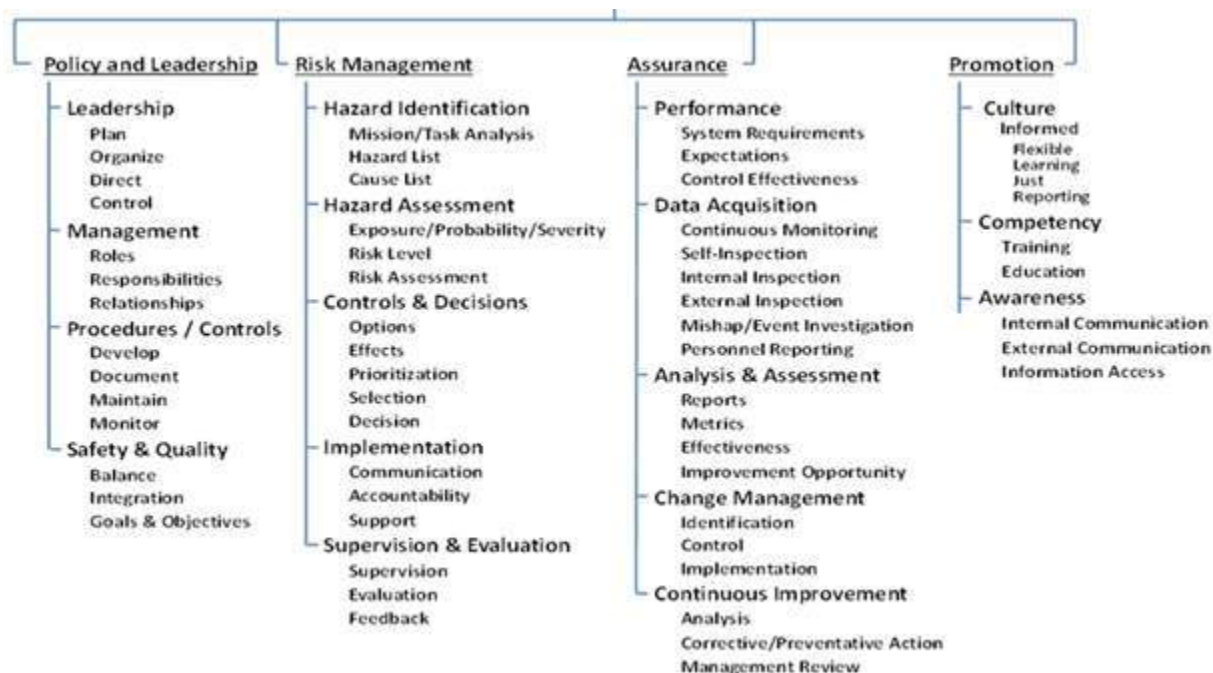 Policy and Leadership
Leadership
Plan
Organize
Direct
Control
Management
Roles
Responsibilities
Relationships
Procedures / Controls
Develop
Document
Maintain
Monitor
Safety & Quality
Balance
Integration
Goals & Objectives
Risk Management
Hazard Identification
Mission/Task Analysis
Hazard List
Cause List
Hazard Assessment
Exposure/Probability/Severity
Risk Level
Risk Assessment
Controls & Decisions
Options
Effects
Prioritization
Selection
Decision
Implementation
Communication
Accountability
Support
Supervision & Evaluation
Supervision
Evaluation
Feedback
Assurance
Performance
System Requirements
Expectations
Control Effectiveness
Data Acquisition
Continuous Monitoring
Self-Inspection
Internal Inspection
External Inspection
Mishap/Event Investigation
Personnel Reporting
Analysis & Assessment
Reports
Metrics
Effectiveness
Improvement Opportunity
Change Management
Identification
Control
Implementation
Continuous Improvement
Analysis
Corrective/Preventative Action
Management Review
Promotion
Culture
Informed
Flexible
Learning
Just
Reporting
Competency
Training
Education
Awareness
Internal Communication
External Communication
Information Access